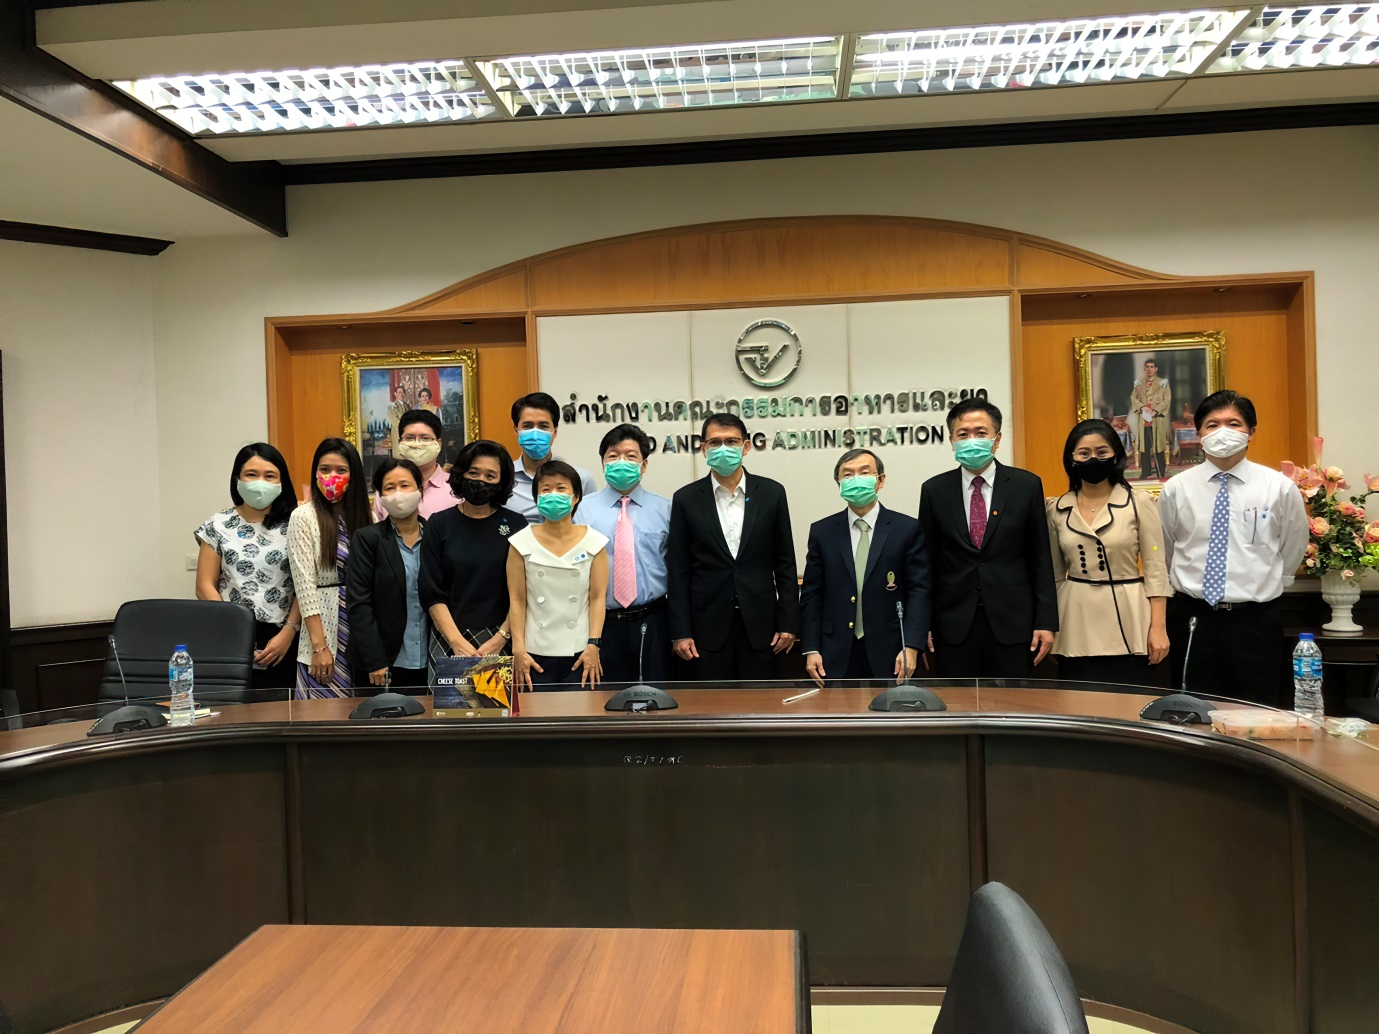 สำนักงานคณะกรรมการอาหารและยา
AND ADMINISTRATION
CHEESE TOAST
BOSCH